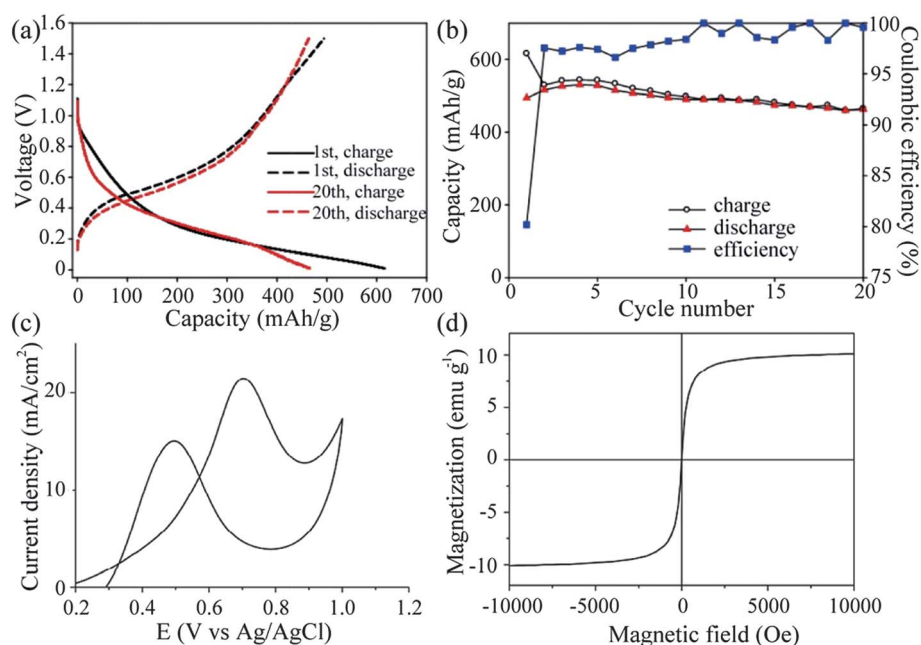 (a)
1.6
1.4
1.2
1.0
0.8
0.6
0.4
0.2
0
Voltage (V)
1st, charge
1st, discharge
20th, charge
20th, discharge
0 100 200 300 400 500 600 700
Capacity (mAh/g)
(b)
600
400
200
0
Capacity (mAh/g)
charge
discharge
efficiency
100
95
90
85
80
75
Coulombic efficiency (%)
0 5 10 15 20
Cycle number
(c)
20
10
0
Current density (mA/cm²)
0.2 0.4 0.6 0.8 1.0 1.2
E (V vs Ag/AgCl)
(d)
10
5
0
-5
-10
Magnetization (emu g⁻¹)
-10000 -5000 0 5000 10000
Magnetic field (Oe)